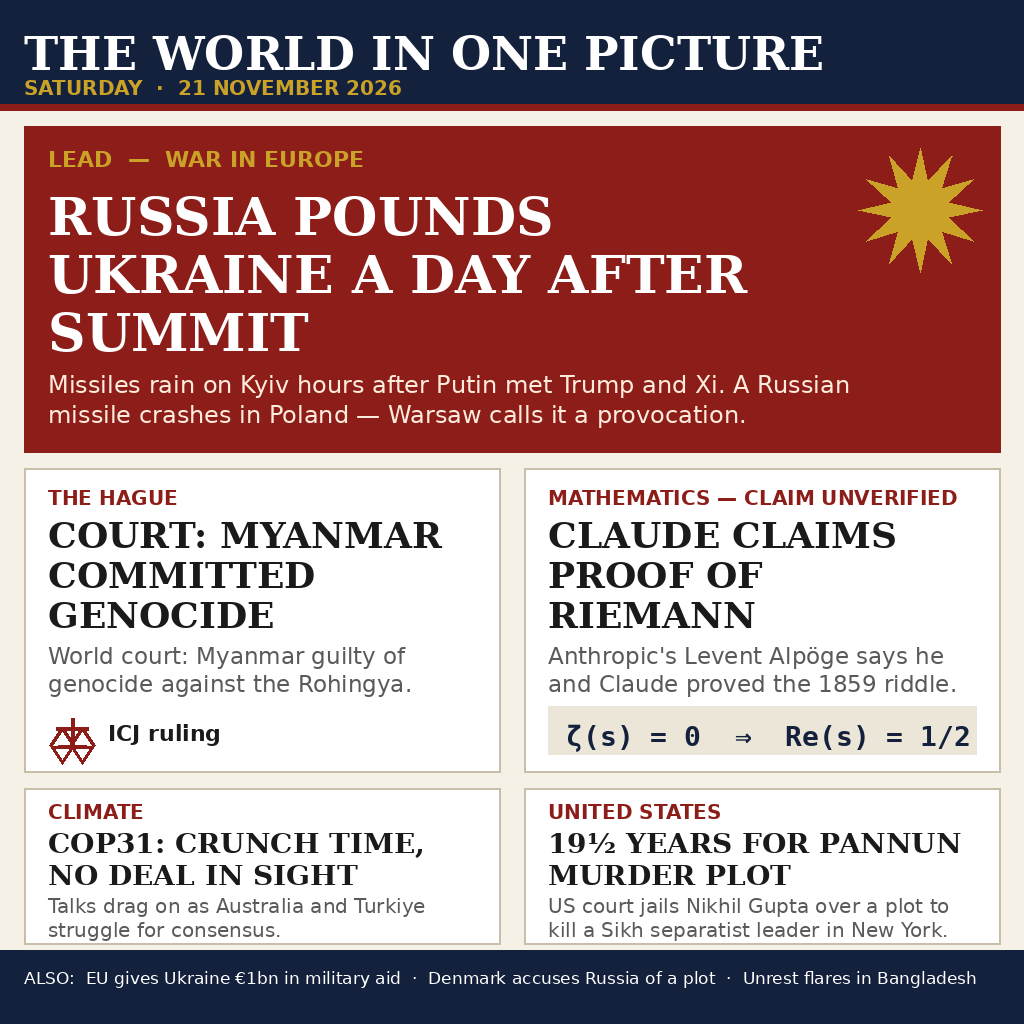 THE WORLD IN ONE PICTURE
SATURDAY · 21 NOVEMBER 2026
LEAD — WAR IN EUROPE
RUSSIA POUNDS
UKRAINE A DAY AFTER
SUMMIT
Missiles rain on Kyiv hours after Putin met Trump and Xi. A Russian
missile crashes in Poland — Warsaw calls it a provocation.
THE HAGUE
COURT: MYANMAR
COMMITTED
GENOCIDE
World court: Myanmar guilty of
genocide against the Rohingya.
ICJ ruling
MATHEMATICS — CLAIM UNVERIFIED
CLAUDE CLAIMS
PROOF OF
RIEMANN
Anthropic's Levent Alpöge says he
and Claude proved the 1859 riddle.
ζ(s) = 0 ⇒ Re(s) = 1/2
CLIMATE
COP31: CRUNCH TIME,
NO DEAL IN SIGHT
Talks drag on as Australia and Turkiye
struggle for consensus.
UNITED STATES
19½ YEARS FOR PANNUN
MURDER PLOT
US court jails Nikhil Gupta over a plot to
kill a Sikh separatist leader in New York.
ALSO: EU gives Ukraine €1bn in military aid · Denmark accuses Russia of a plot · Unrest flares in Bangladesh